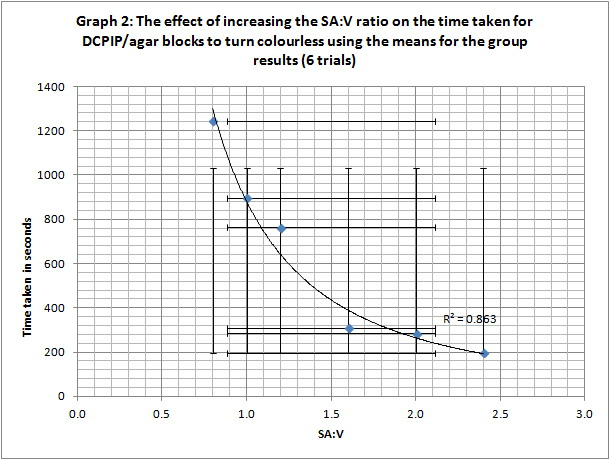 Graph 2: The effect of increasing the SA:V ratio on the time taken for
DCPIP/agar blocks to turn colourless using the means for the group
results (6 trials)
1400
1200
1000
800
600
400
200
0
Time taken in seconds
R² = 0.863
0.0 0.5 1.0 1.5 2.0 2.5 3.0
SA:V